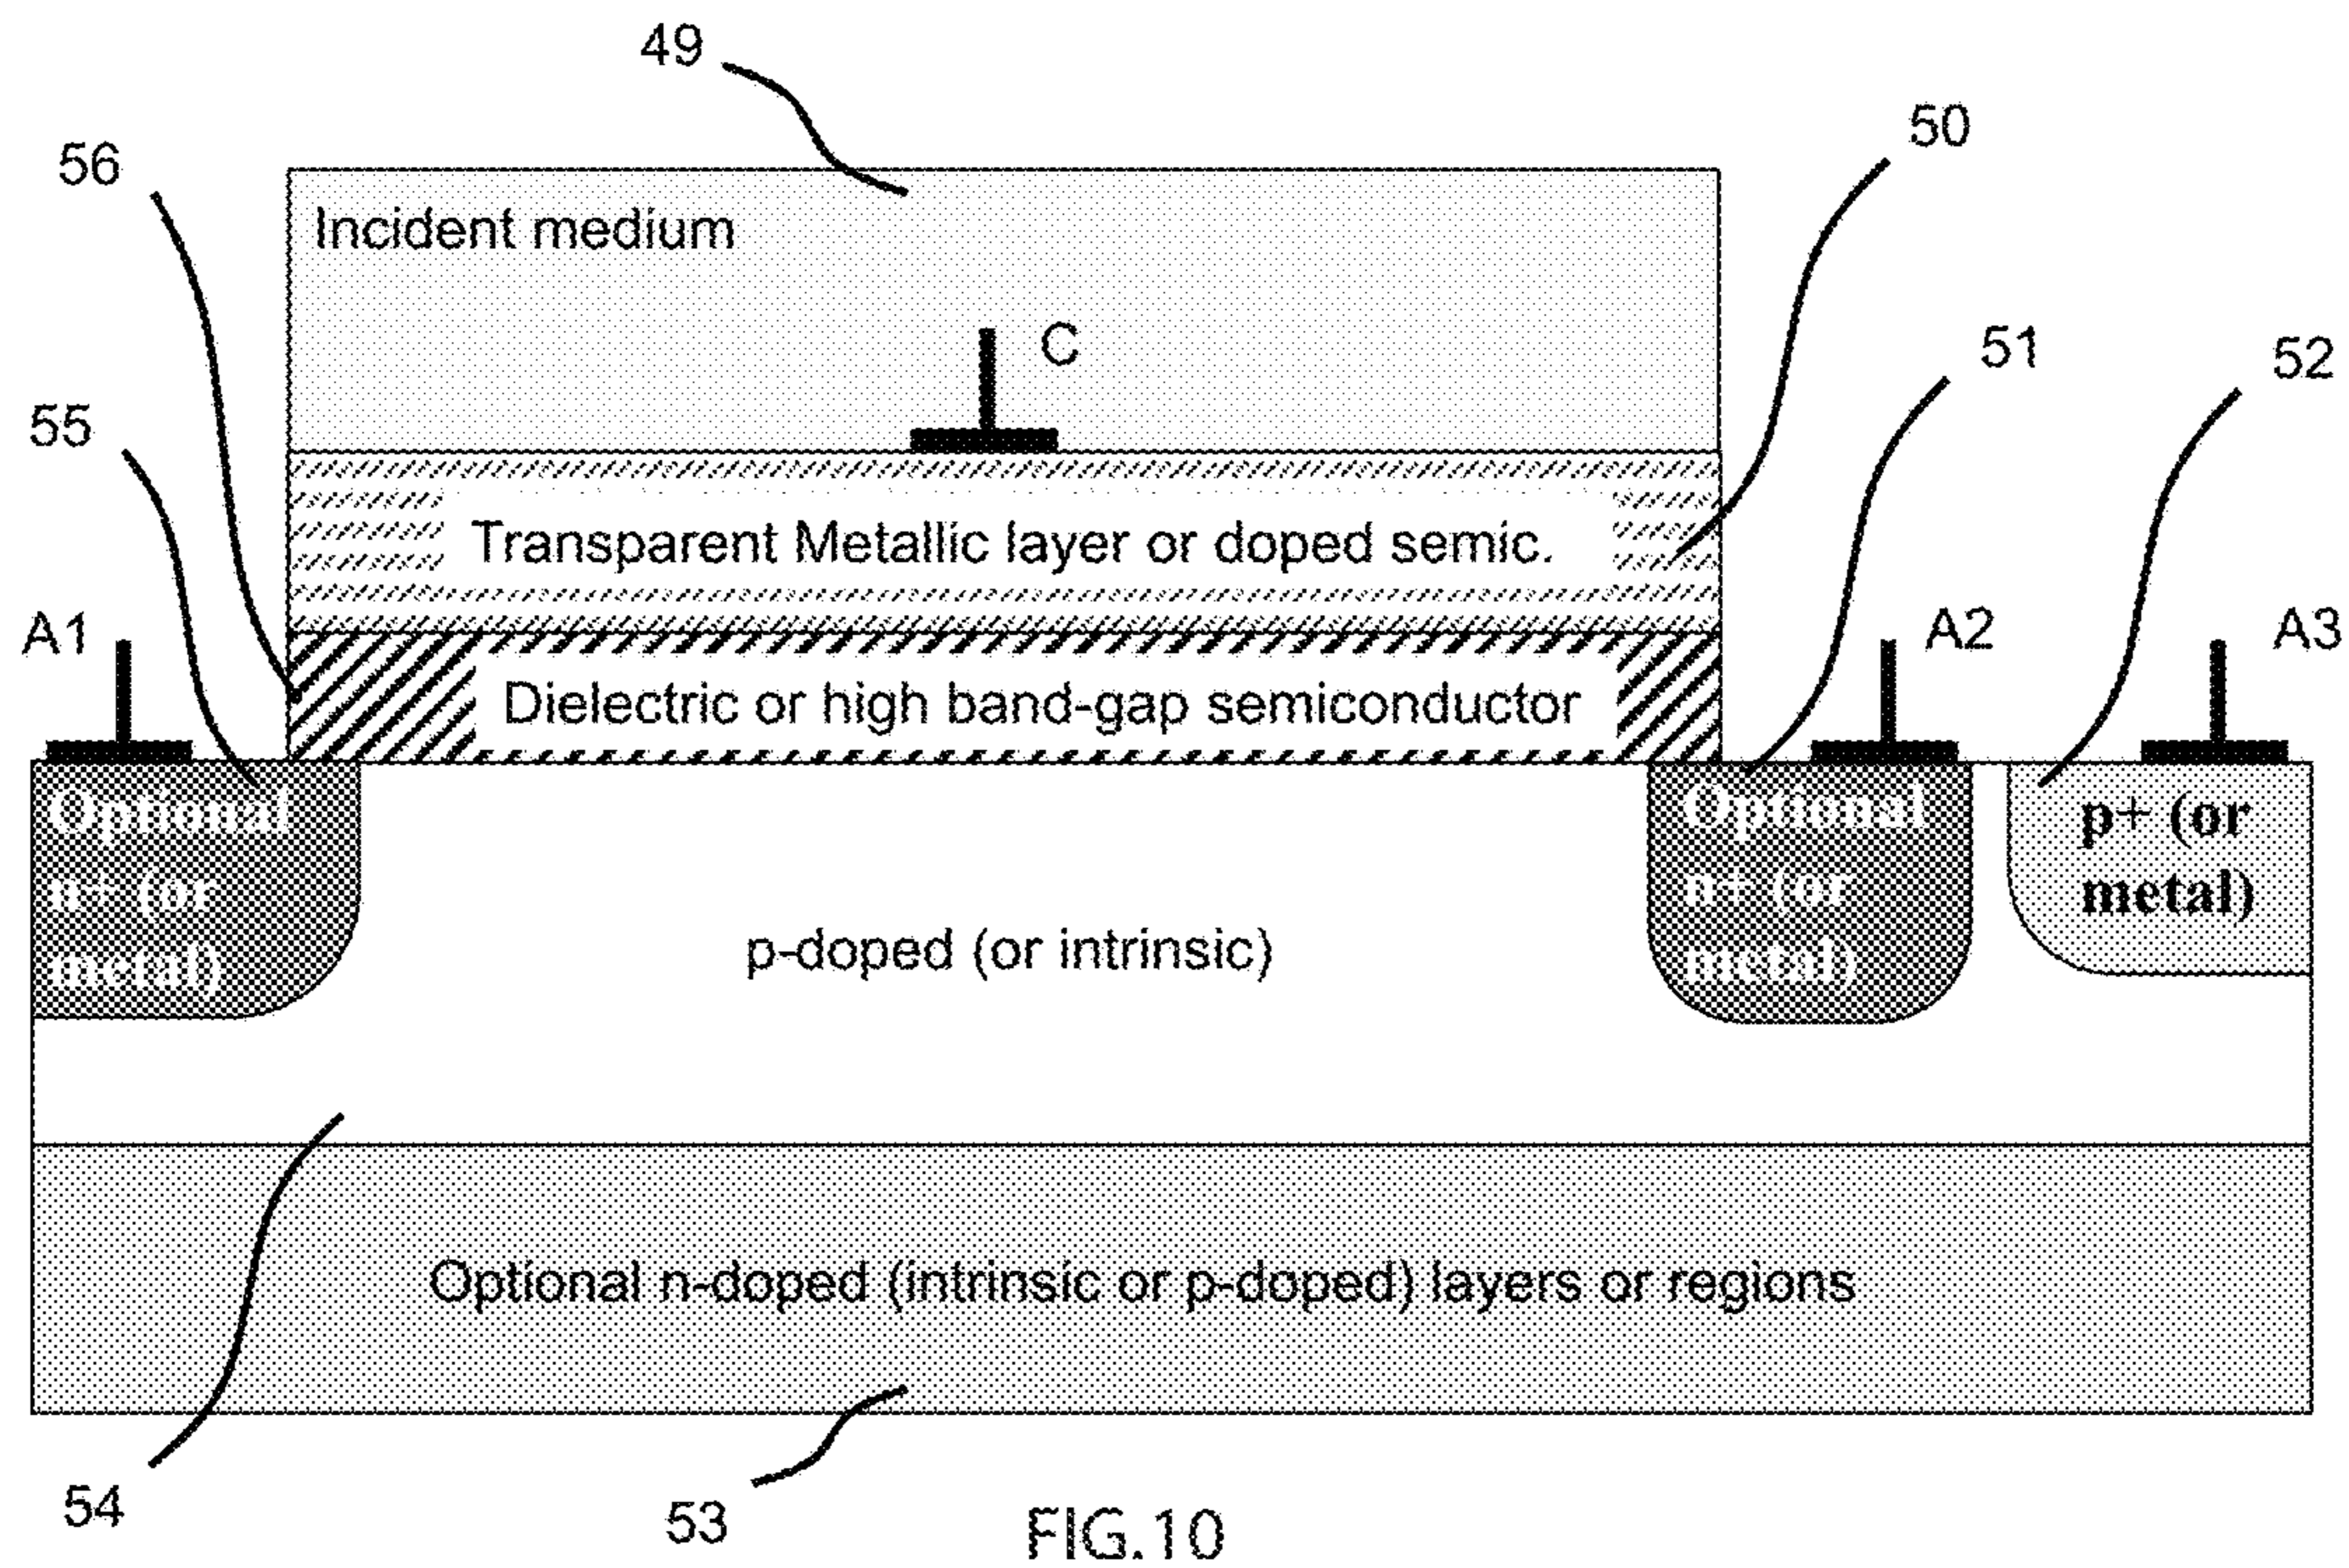 49
50
56
Incident medium
C
51
52
55
Transparent Metallic layer or doped semic.
A1
A2
A3
Dielectric or high band-gap semiconductor
Optional
n+ (or
metal)
Optional
n+ (or
metal)
p+ (or
metal)
p-doped (or intrinsic)
Optional n-doped (intrinsic or p-doped) layers or regions
54
53
FIG.10